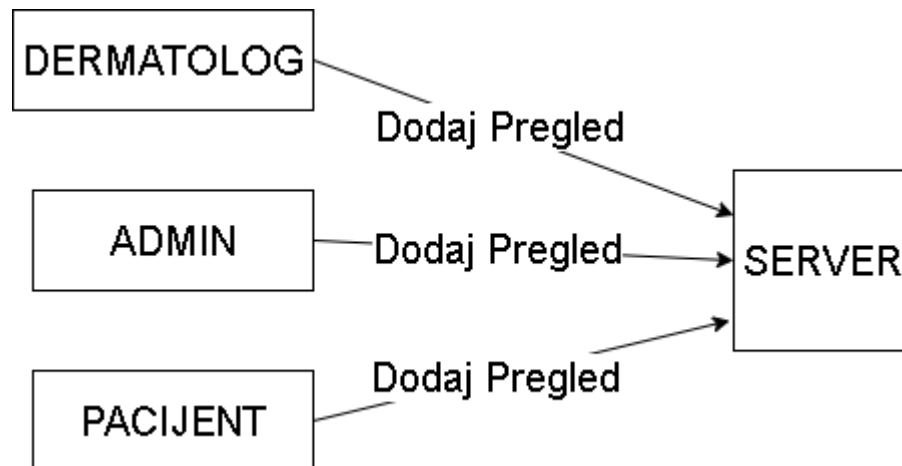 DERMATOLOG
Dodaj Pregled
ADMIN
Dodaj Pregled
SERVER
Dodaj Pregled
PACIJENT